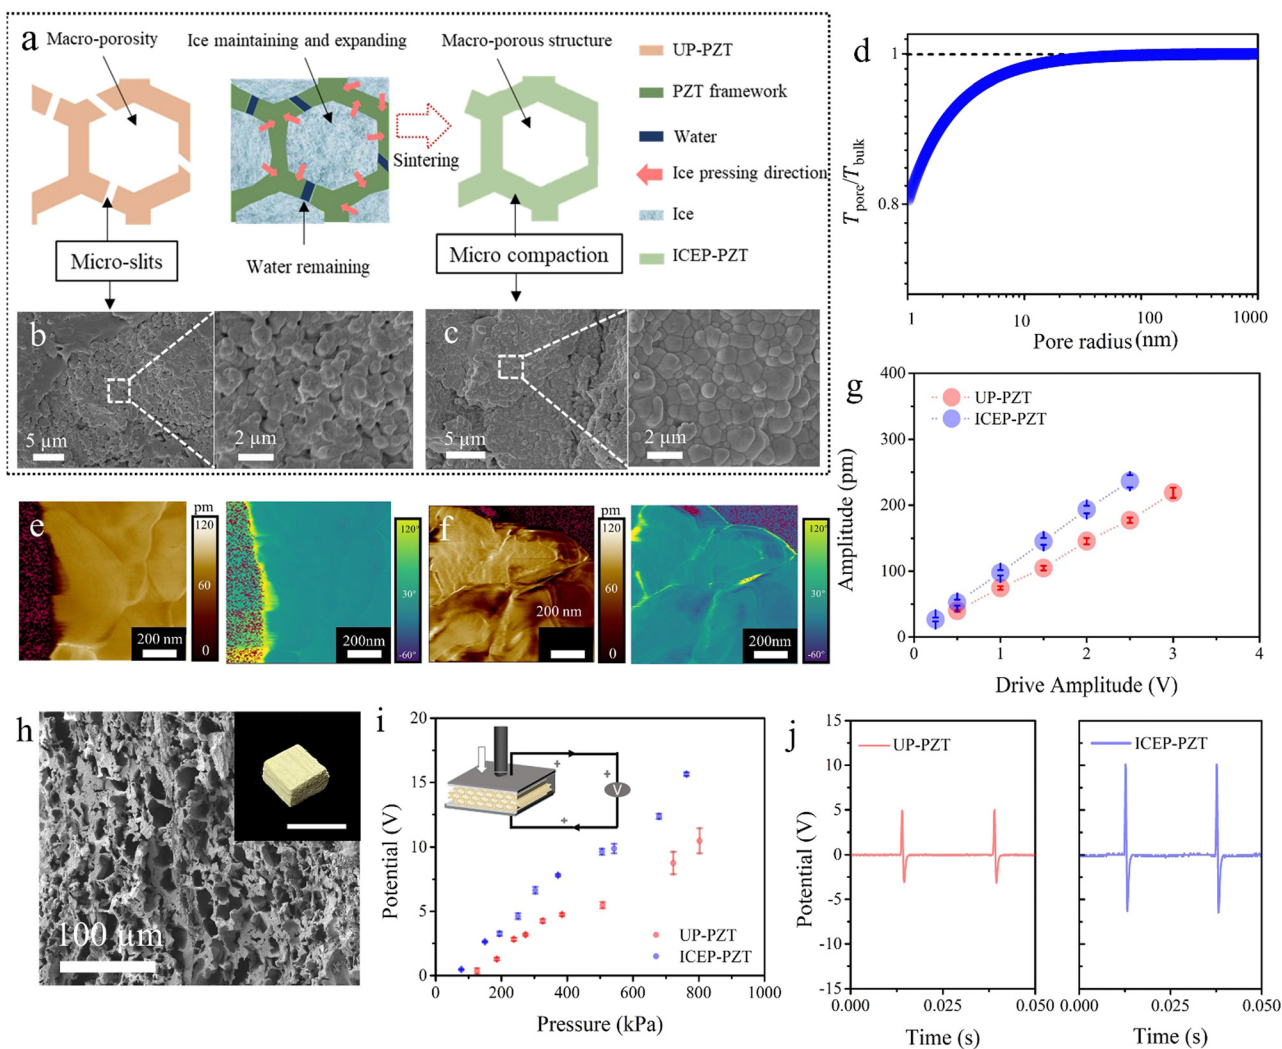 a
Macro-porosity
Ice maintaining and expanding
Macro-porous structure
Sintering
Micro-slits
Water remaining
Micro compaction
UP-PZT
PZT framework
Water
Ice pressing direction
Ice
ICEP-PZT
b
5 µm
2 µm
c
5 µm
2 µm
d
Tpore/Tbulk
1
0.8
1
10
100
1000
Pore radius (nm)
e
200 nm
pm
120
60
0
200nm
120°
30°
-60°
f
200 nm
pm
120
60
0
200nm
120°
30°
-60°
g
UP-PZT
ICEP-PZT
Amplitude (pm)
400
300
200
100
0
0
1
2
3
4
Drive Amplitude (V)
h
100 µm
i
Potential (V)
20
15
10
5
0
+
+
V
+
UP-PZT
ICEP-PZT
0
200
400
600
800
1000
Pressure (kPa)
j
Potential (V)
15
10
5
0
-5
-10
-15
UP-PZT
0.000
0.025
0.050
Time (s)
ICEP-PZT
0.000
0.025
0.050
Time (s)